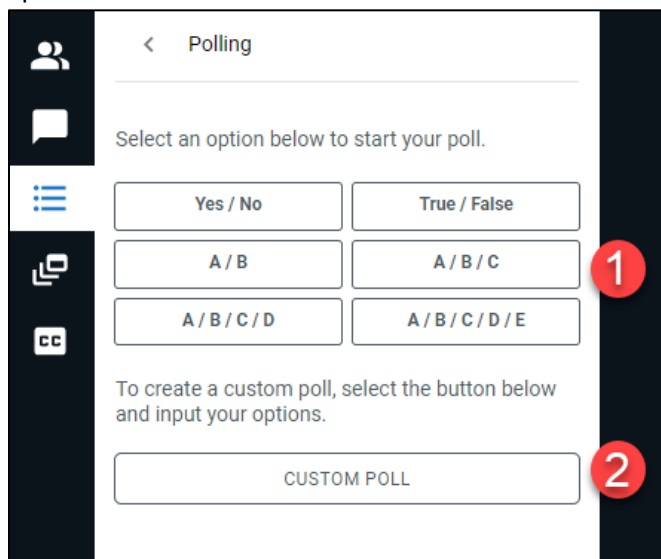 Polling
Select an option below to start your poll.
Yes / No
True / False
A / B
A / B / C
1
A / B / C / D
A / B / C / D / E
CC
To create a custom poll, select the button below
and input your options.
CUSTOM POLL
2